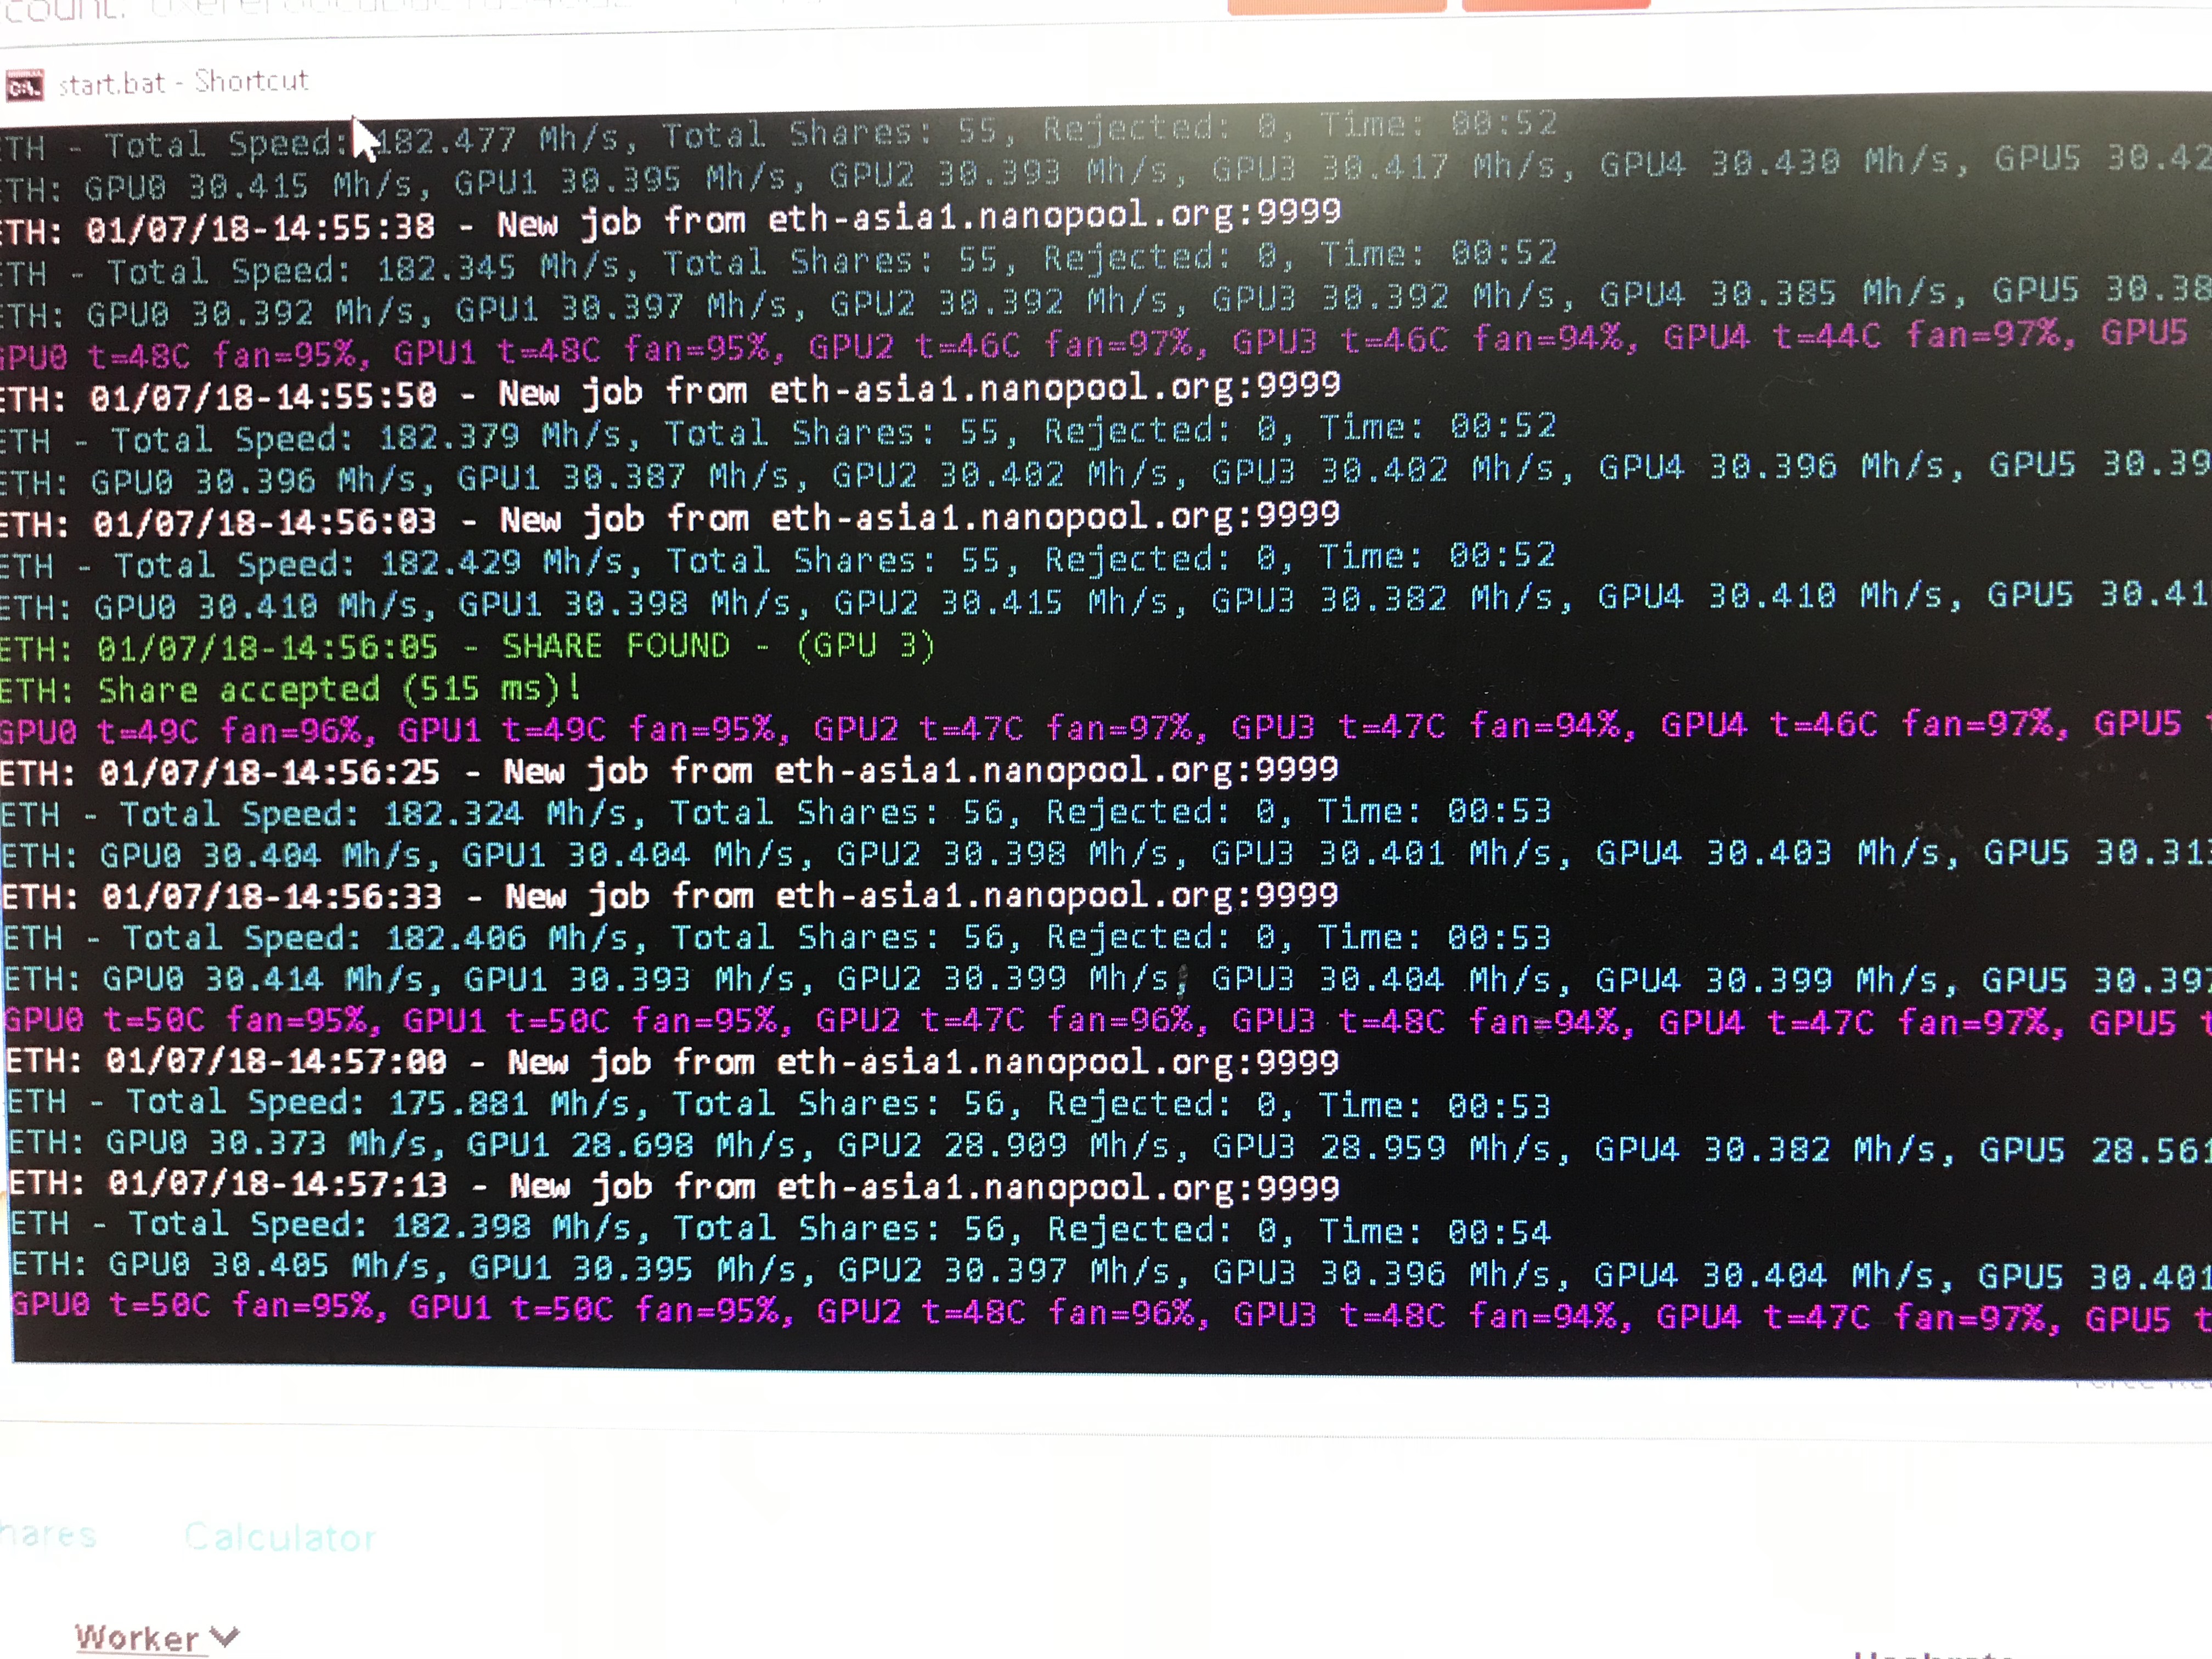 count:
start.bat - Shortcut
ETH - Total Speed: 182.477 Mh/s, Total Shares: 55, Rejected: 0, Time: 00:52
ETH: GPU0 30.415 Mh/s, GPU1 30.395 Mh/s, GPU2 30.393 Mh/s, GPU3 30.417 Mh/s, GPU4 30.430 Mh/s, GPU5 30.42
ETH: 01/07/18-14:55:38 - New job from eth-asia1.nanopool.org:9999
ETH - Total Speed: 182.345 Mh/s, Total Shares: 55, Rejected: 0, Time: 00:52
ETH: GPU0 30.392 Mh/s, GPU1 30.397 Mh/s, GPU2 30.392 Mh/s, GPU3 30.392 Mh/s, GPU4 30.385 Mh/s, GPU5 30.38
GPU0 t=48C fan=95%, GPU1 t=48C fan=95%, GPU2 t=46C fan=97%, GPU3 t=46C fan=94%, GPU4 t=44C fan=97%, GPU5
ETH: 01/07/18-14:55:50 - New job from eth-asia1.nanopool.org:9999
ETH - Total Speed: 182.379 Mh/s, Total Shares: 55, Rejected: 0, Time: 00:52
ETH: GPU0 30.396 Mh/s, GPU1 30.387 Mh/s, GPU2 30.402 Mh/s, GPU3 30.402 Mh/s, GPU4 30.396 Mh/s, GPU5 30.39
ETH: 01/07/18-14:56:03 - New job from eth-asia1.nanopool.org:9999
ETH - Total Speed: 182.429 Mh/s, Total Shares: 55, Rejected: 0, Time: 00:52
ETH: GPU0 30.410 Mh/s, GPU1 30.398 Mh/s, GPU2 30.415 Mh/s, GPU3 30.382 Mh/s, GPU4 30.410 Mh/s, GPU5 30.41
ETH: 01/07/18-14:56:05 - SHARE FOUND - (GPU 3)
ETH: Share accepted (515 ms)!
GPU0 t=49C fan=96%, GPU1 t=49C fan=95%, GPU2 t=47C fan=97%, GPU3 t=47C fan=94%, GPU4 t=46C fan=97%, GPU5
ETH: 01/07/18-14:56:25 - New job from eth-asia1.nanopool.org:9999
ETH - Total Speed: 182.324 Mh/s, Total Shares: 56, Rejected: 0, Time: 00:53
ETH: GPU0 30.404 Mh/s, GPU1 30.404 Mh/s, GPU2 30.398 Mh/s, GPU3 30.401 Mh/s, GPU4 30.403 Mh/s, GPU5 30.313
ETH: 01/07/18-14:56:33 - New job from eth-asia1.nanopool.org:9999
ETH - Total Speed: 182.406 Mh/s, Total Shares: 56, Rejected: 0, Time: 00:53
ETH: GPU0 30.414 Mh/s, GPU1 30.393 Mh/s, GPU2 30.399 Mh/s, GPU3 30.404 Mh/s, GPU4 30.399 Mh/s, GPU5 30.397
GPU0 t=50C fan=95%, GPU1 t=50C fan=95%, GPU2 t=47C fan=96%, GPU3 t=48C fan=94%, GPU4 t=47C fan=97%, GPU5 t
ETH: 01/07/18-14:57:00 - New job from eth-asia1.nanopool.org:9999
ETH - Total Speed: 175.881 Mh/s, Total Shares: 56, Rejected: 0, Time: 00:53
ETH: GPU0 30.373 Mh/s, GPU1 28.698 Mh/s, GPU2 28.909 Mh/s, GPU3 28.959 Mh/s, GPU4 30.382 Mh/s, GPU5 28.561
ETH: 01/07/18-14:57:13 - New job from eth-asia1.nanopool.org:9999
ETH - Total Speed: 182.398 Mh/s, Total Shares: 56, Rejected: 0, Time: 00:54
ETH: GPU0 30.405 Mh/s, GPU1 30.395 Mh/s, GPU2 30.397 Mh/s, GPU3 30.396 Mh/s, GPU4 30.404 Mh/s, GPU5 30.401
GPU0 t=50C fan=95%, GPU1 t=50C fan=95%, GPU2 t=48C fan=96%, GPU3 t=48C fan=94%, GPU4 t=47C fan=97%, GPU5 t
hares Calculator
Worker